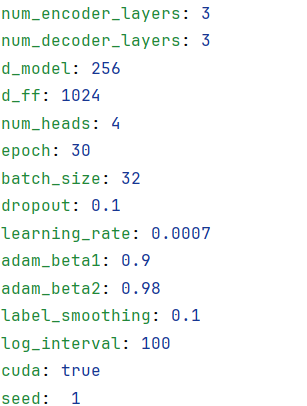 num_encoder_layers: 3
num_decoder_layers: 3
d_model: 256
d_ff: 1024
num_heads: 4
epoch: 30
batch_size: 32
dropout: 0.1
learning_rate: 0.0007
adam_beta1: 0.9
adam_beta2: 0.98
label_smoothing: 0.1
log_interval: 100
cuda: true
seed:  1